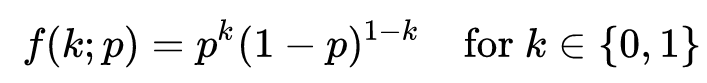 f(k; p) = p^k (1 − p)^{1−k} for k ∈ {0, 1}